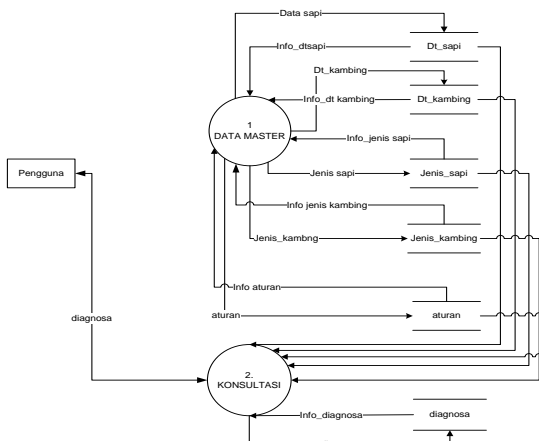 Data sapi
Info_dtsapi
Dt_sapi
Dt_kambing
Info_dt kambing
Dt_kambing
1
DATA MASTER
Info_jenis sapi
Pengguna
Jenis sapi
Jenis_sapi
Info jenis kambing
Jenis_kambng
Jenis_kambing
Info aturan
aturan
aturan
diagnosa
2.
KONSULTASI
Info_diagnosa
diagnosa